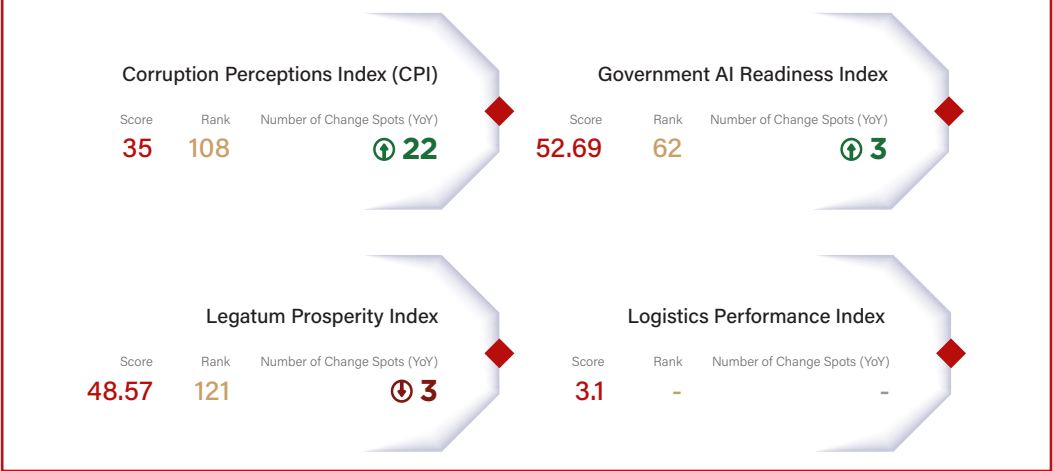 Corruption Perceptions Index (CPI)
Score Rank Number of Change Spots (YoY)
35 108 22
Government AI Readiness Index
Score Rank Number of Change Spots (YoY)
52.69 62 3
Legatum Prosperity Index
Score Rank Number of Change Spots (YoY)
48.57 121 3
Logistics Performance Index
Score Rank Number of Change Spots (YoY)
3.1 - -